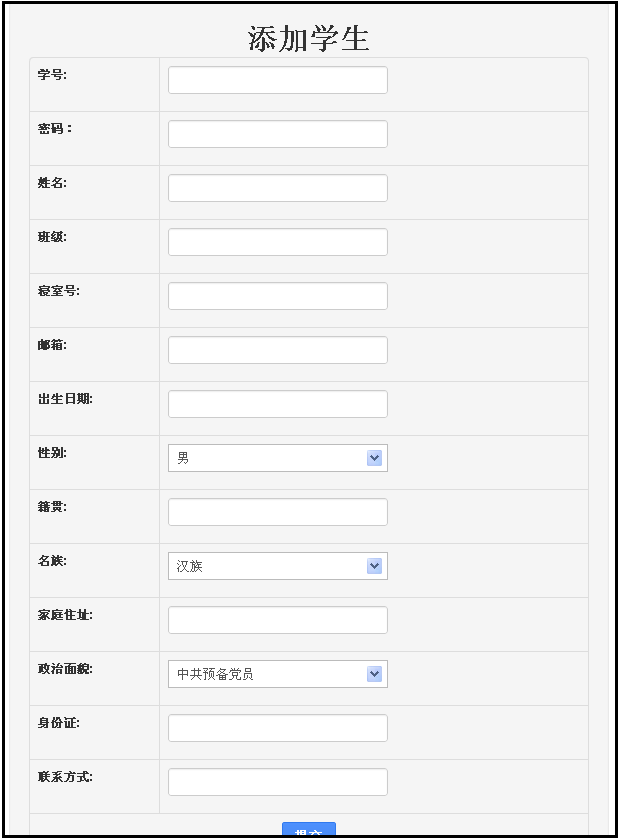 添加学生
学号:
密码：
姓名:
班级:
寝室号:
邮箱:
出生日期:
性别: 男
籍贯:
名族: 汉族
家庭住址:
政治面貌: 中共预备党员
身份证:
联系方式:
提交